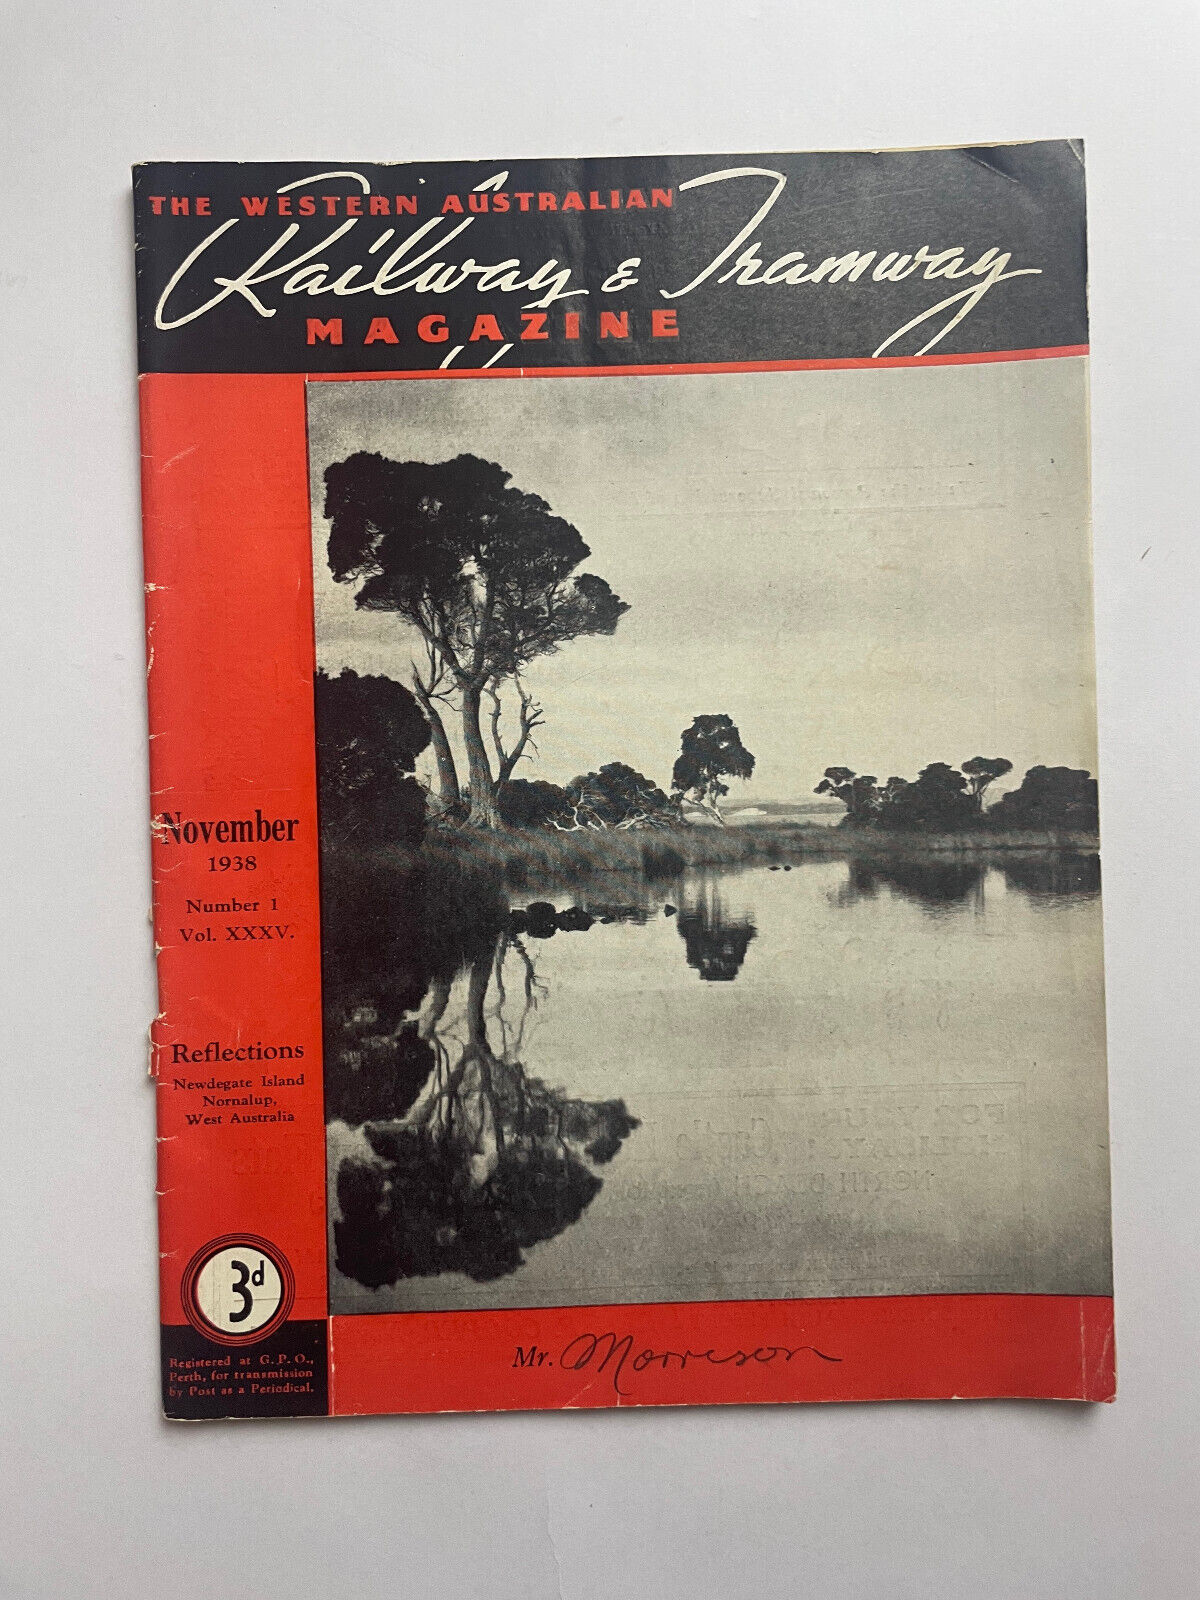 THE WESTERN AUSTRALIAN
Railway & Tramway
MAGAZINE
November
1938
Number 1
Vol. XXXV.
Reflections
Newdegate Island
Nornalup,
West Australia
3d
Registered at G.P.O.,
Perth, for transmission
by Post as a Periodical.
Mr. Morreson